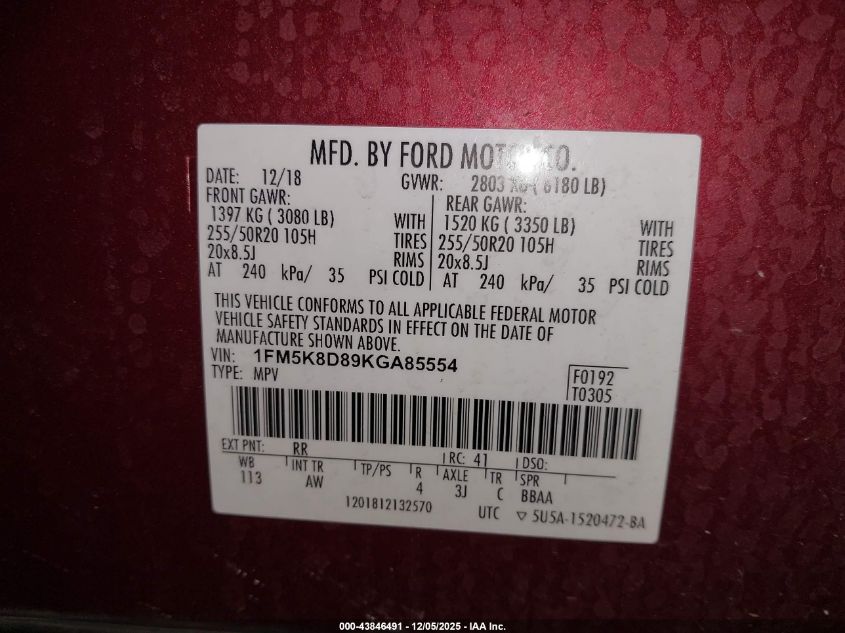 MFD. BY FORD MOTOR CO.
DATE: 12/18 GVWR: 2803 KG ( 6180 LB)
FRONT GAWR: REAR GAWR:
1397 KG ( 3080 LB) WITH 1520 KG ( 3350 LB) WITH
255/50R20 105H TIRES 255/50R20 105H TIRES
20x8.5J RIMS 20x8.5J RIMS
AT 240 kPa/ 35 PSI COLD AT 240 kPa/ 35 PSI COLD
THIS VEHICLE CONFORMS TO ALL APPLICABLE FEDERAL MOTOR
VEHICLE SAFETY STANDARDS IN EFFECT ON THE DATE OF
MANUFACTURE SHOWN ABOVE.
VIN: 1FM5K8D89KGA85554
TYPE: MPV F0192
T0305
EXT PNT: RR RC: 41 DSO:
WB INT TR TP/PS R AXLE TR SPR
113 AW 4 3J C BBAA
1201812132570 UTC ▽ 5U5A-1520472-BA
000-43846491 - 12/05/2025 - IAA Inc.